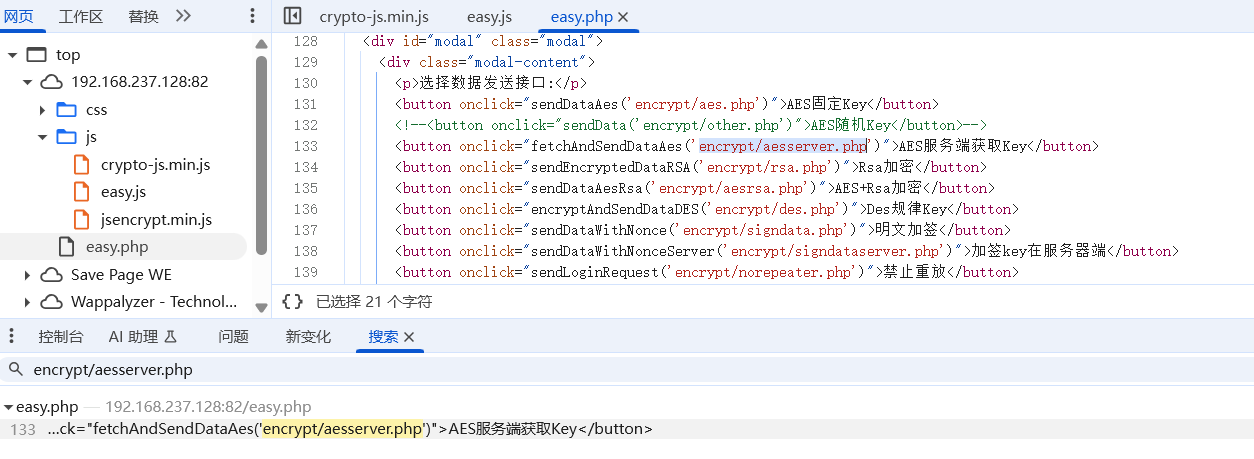 网页 工作区 替换
top
192.168.237.128:82
css
js
crypto-js.min.js
easy.js
jsencrypt.min.js
easy.php
Save Page WE
Wappalyzer - Technol...
crypto-js.min.js easy.js easy.php
128 <div id="modal" class="modal">
129 <div class="modal-content">
130 <p>选择数据发送接口:</p>
131 <button onclick="sendDataAes('encrypt/aes.php')">AES固定Key</button>
132 <!--<button onclick="sendData('encrypt/other.php')">AES随机Key</button>-->
133 <button onclick="fetchAndSendDataAes('encrypt/aesserver.php')">AES服务端获取Key</button>
134 <button onclick="sendEncryptedDataRSA('encrypt/rsa.php')">Rsa加密</button>
135 <button onclick="sendDataAesRsa('encrypt/aesrsa.php')">AES+Rsa加密</button>
136 <button onclick="encryptAndSendDataDES('encrypt/des.php')">Des规律Key</button>
137 <button onclick="sendDataWithNonce('encrypt/signdata.php')">明文加签</button>
138 <button onclick="sendDataWithNonceServer('encrypt/signdataserver.php')">加签key在服务器端</button>
139 <button onclick="sendLoginRequest('encrypt/norepeater.php')">禁止重放</button>
{} 已选择 21 个字符
控制台 AI 助理 问题 新变化 搜索
encrypt/aesserver.php
easy.php — 192.168.237.128:82/easy.php
133 ...ck="fetchAndSendDataAes('encrypt/aesserver.php')">AES服务端获取Key</button>